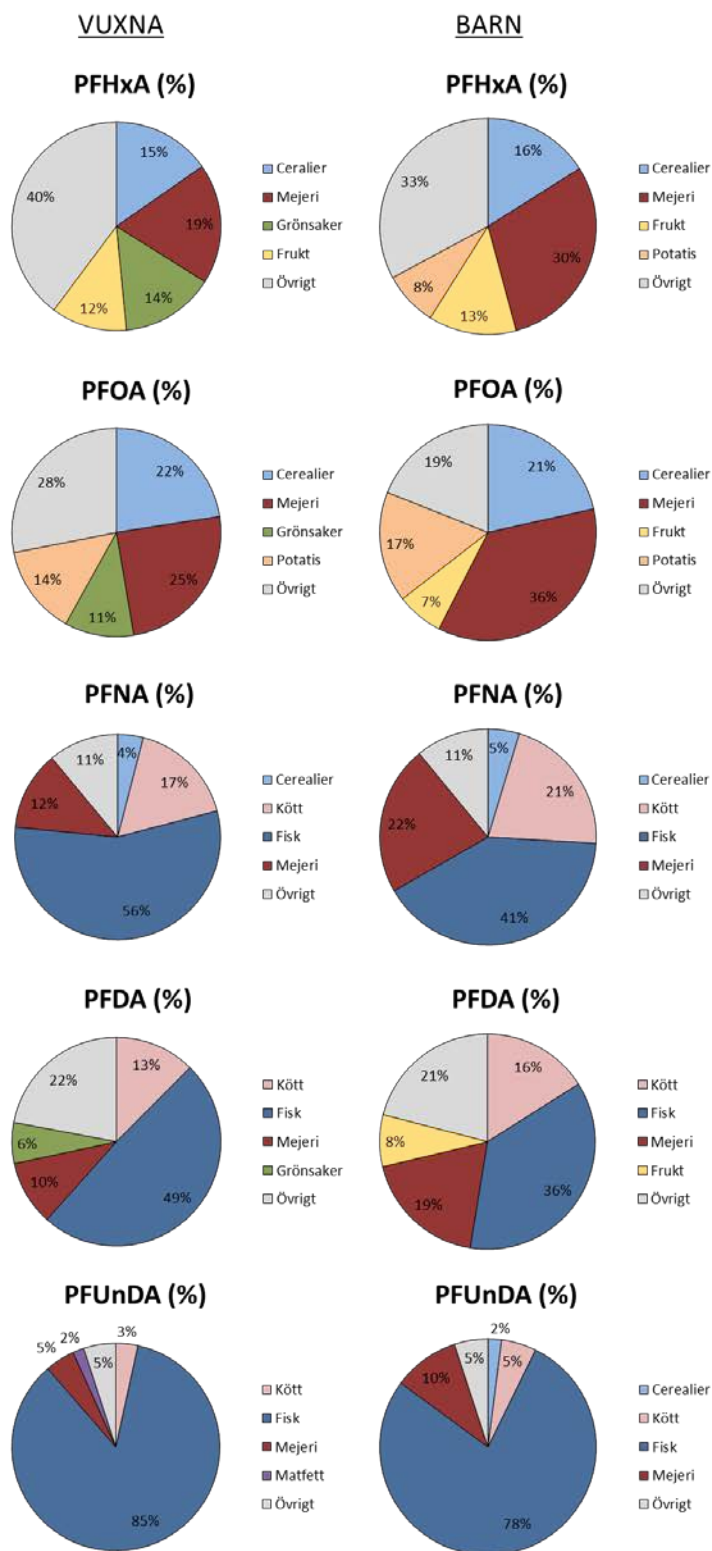 VUXNA
BARN
PFHxA (%)
15%
19%
14%
12%
40%
Ceralier
Mejeri
Grönsaker
Frukt
Övrigt
PFHxA (%)
16%
30%
13%
8%
33%
Cerealier
Mejeri
Frukt
Potatis
Övrigt
PFOA (%)
22%
25%
11%
14%
28%
Cerealier
Mejeri
Grönsaker
Potatis
Övrigt
PFOA (%)
21%
36%
7%
17%
19%
Cerealier
Mejeri
Frukt
Potatis
Övrigt
PFNA (%)
4%
17%
56%
12%
11%
PFNA (%)
5%
21%
41%
22%
11%
Cerealier
Kött
Fisk
Mejeri
Övrigt
PFDA (%)
13%
49%
10%
6%
22%
Kött
Fisk
Mejeri
Grönsaker
Övrigt
PFDA (%)
16%
36%
19%
8%
21%
Kött
Fisk
Mejeri
Frukt
Övrigt
PFUnDA (%)
3%
85%
5%
2%
5%
Kött
Fisk
Mejeri
Matfett
Övrigt
PFUnDA (%)
2%
5%
78%
10%
5%
Cerealier
Kött
Fisk
Mejeri
Övrigt